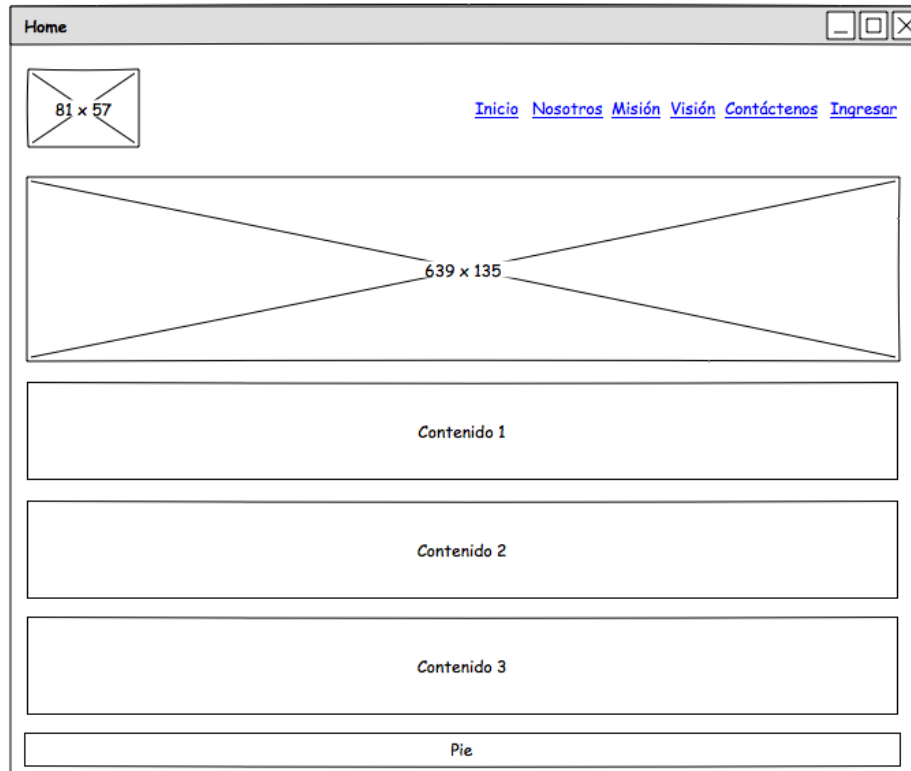 Home
81 x 57
Inicio Nosotros Misión Visión Contáctenos Ingresar
639 x 135
Contenido 1
Contenido 2
Contenido 3
Pie